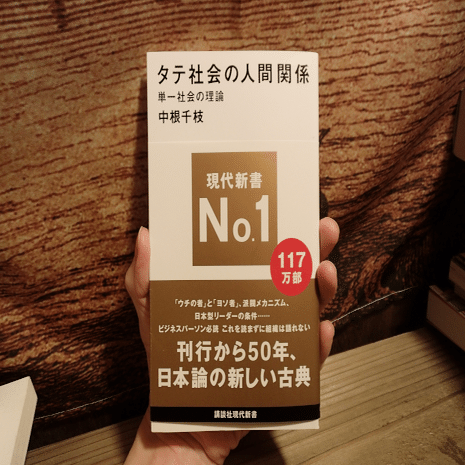 タテ社会の人間関係
単一社会の理論
中根千枝
現代新書
No.1
117
万部
「ウチの者」と「ヨソ者」、派閥メカニズム、
日本型リーダーの条件……
ビジネスパーソン必読 これを読まずに組織は語れない
刊行から50年、
日本論の新しい古典
講談社現代新書